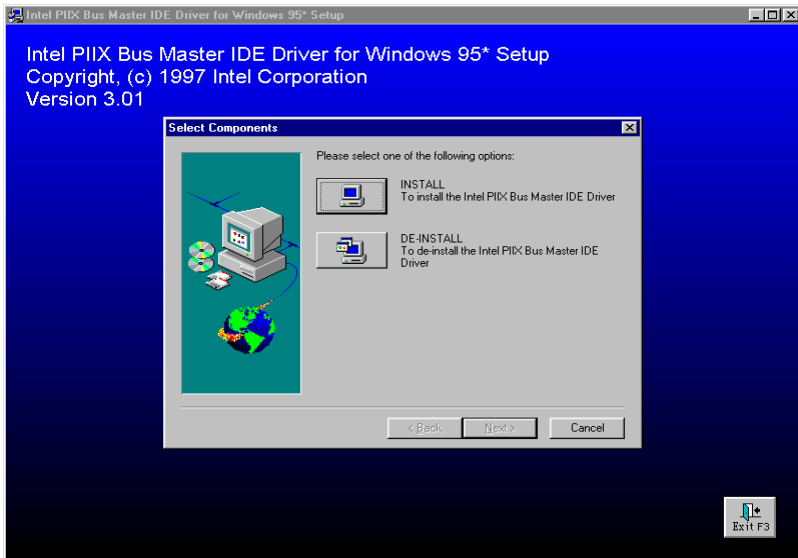 Intel PIIX Bus Master IDE Driver for Windows 95* Setup
Intel PIIX Bus Master IDE Driver for Windows 95* Setup
Copyright, (c) 1997 Intel Corporation
Version 3.01
Select Components
Please select one of the following options:
INSTALL
To install the Intel PIIX Bus Master IDE Driver
DE-INSTALL
To de-install the Intel PIIX Bus Master IDE
Driver
< Back
Next >
Cancel
Exit F3